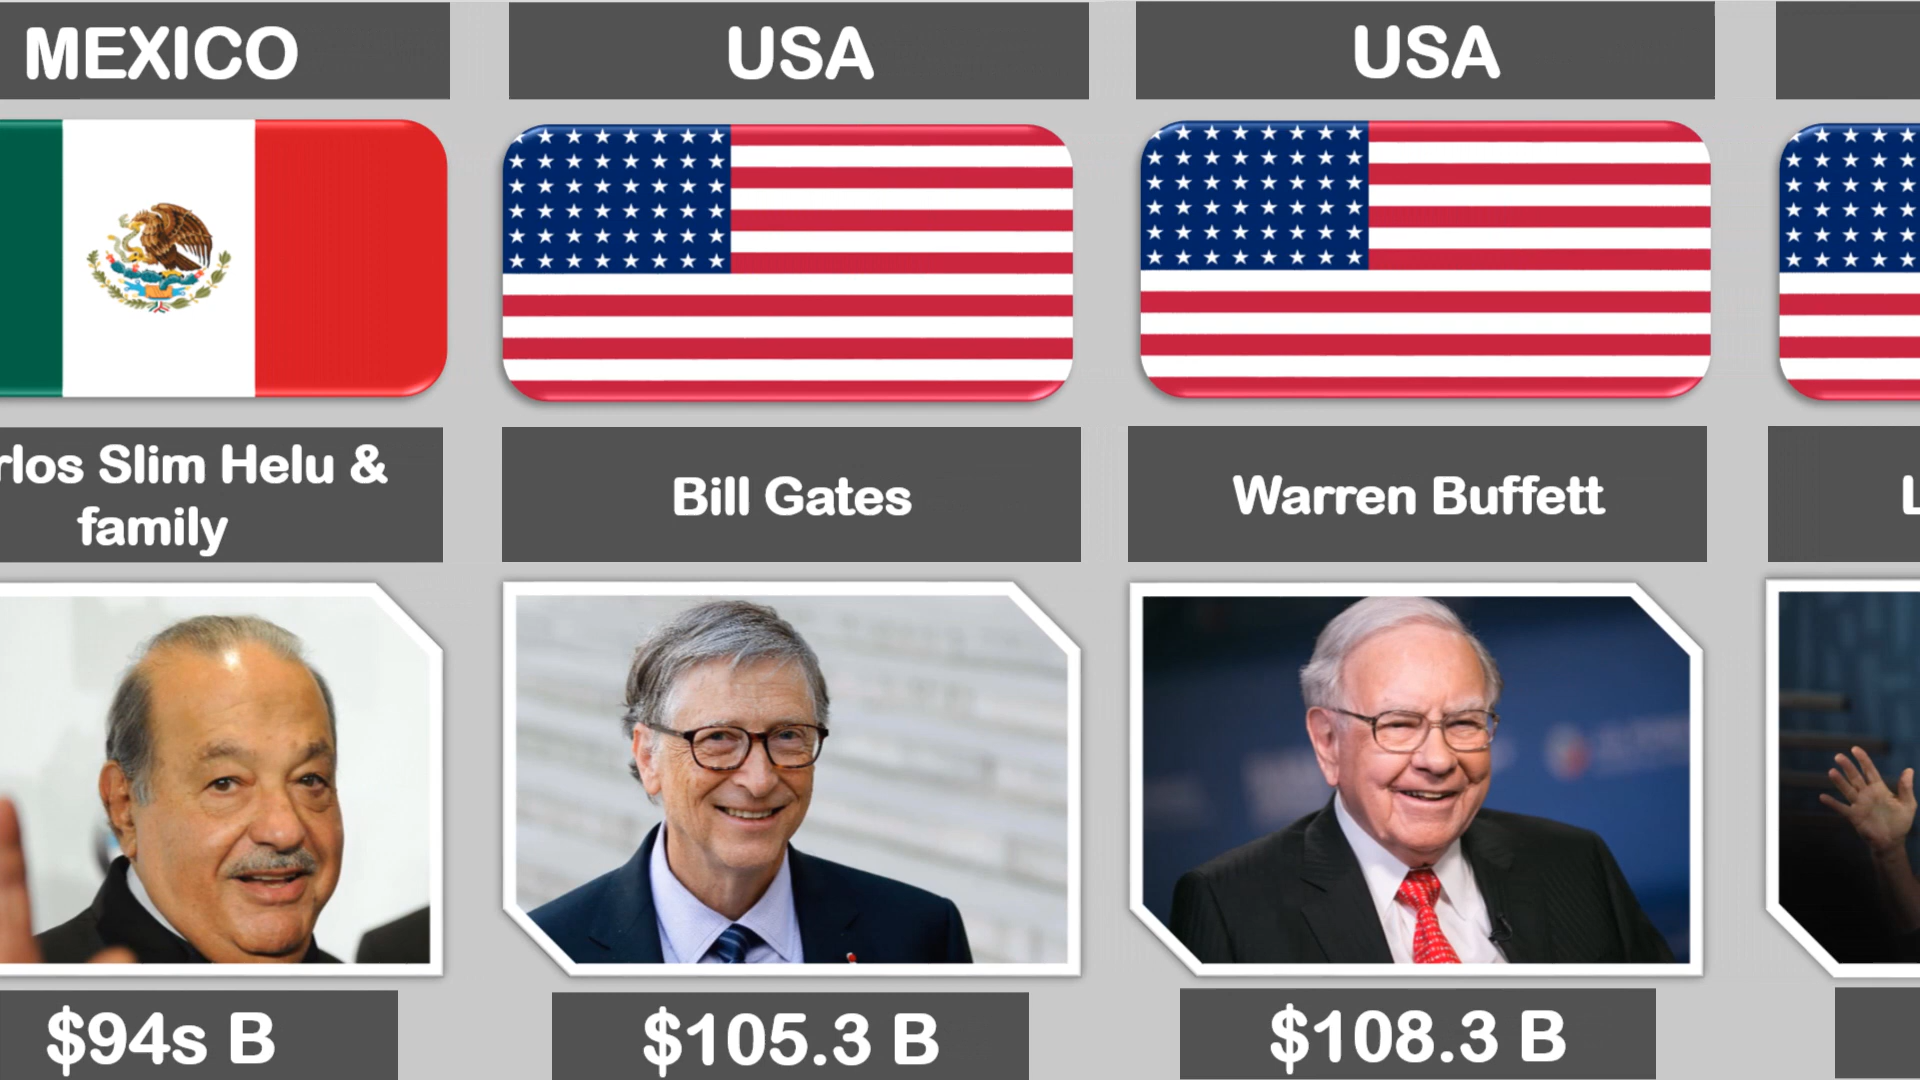 MEXICO
USA
USA
rlos Slim Helu &
family
Bill Gates
Warren Buffett
L
$94s B
$105.3 B
$108.3 B